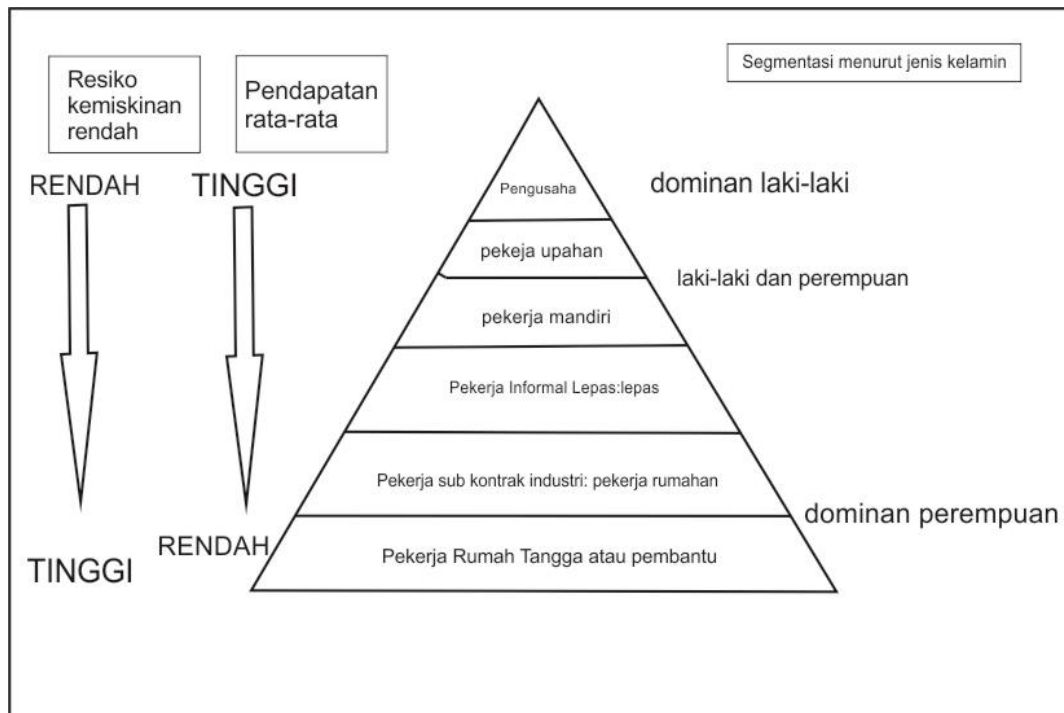 Resiko
kemiskinan
rendah
Pendapatan
rata-rata
Segmentasi menurut jenis kelamin
RENDAH
TINGGI
Pengusaha
dominan laki-laki
pekeja upahan
laki-laki dan perempuan
pekerja mandiri
Pekerja Informal Lepas:lepas
Pekerja sub kontrak industri: pekerja rumahan
dominan perempuan
RENDAH
Pekerja Rumah Tangga atau pembantu
TINGGI